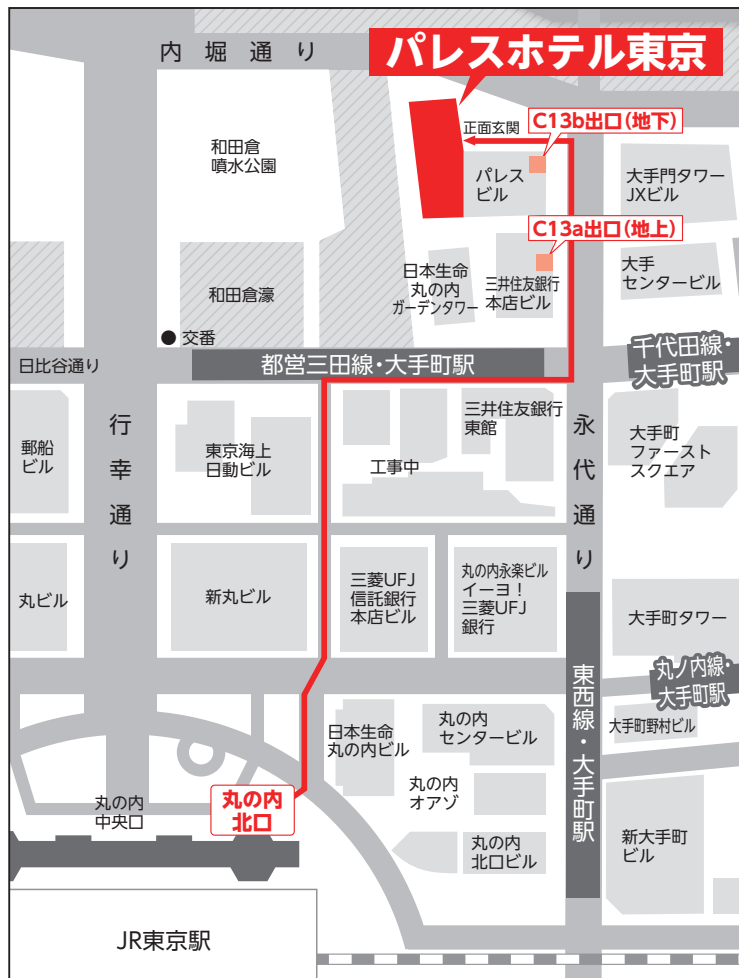 内堀通り
パレスホテル東京
正面玄関
C13b出口(地下)
和田倉
噴水公園
パレス
ビル
大手門タワー
JXビル
C13a出口(地上)
日本生命
丸の内
ガーデンタワー
三井住友銀行
本店ビル
大手
センタービル
和田倉濠
交番
日比谷通り
都営三田線・大手町駅
千代田線・
大手町駅
郵船
ビル
行幸通り
東京海上
日動ビル
工事中
三井住友銀行
東館
永代通り
大手町
ファースト
スクエア
丸ビル
新丸ビル
三菱UFJ
信託銀行
本店ビル
丸の内永楽ビル
イーヨ!
三菱UFJ
銀行
大手町タワー
丸ノ内線・
大手町駅
東西線・大手町駅
日本生命
丸の内ビル
丸の内
センタービル
大手町野村ビル
丸の内
オアゾ
丸の内
中央口
丸の内
北口
丸の内
北口ビル
新大手町
ビル
JR東京駅